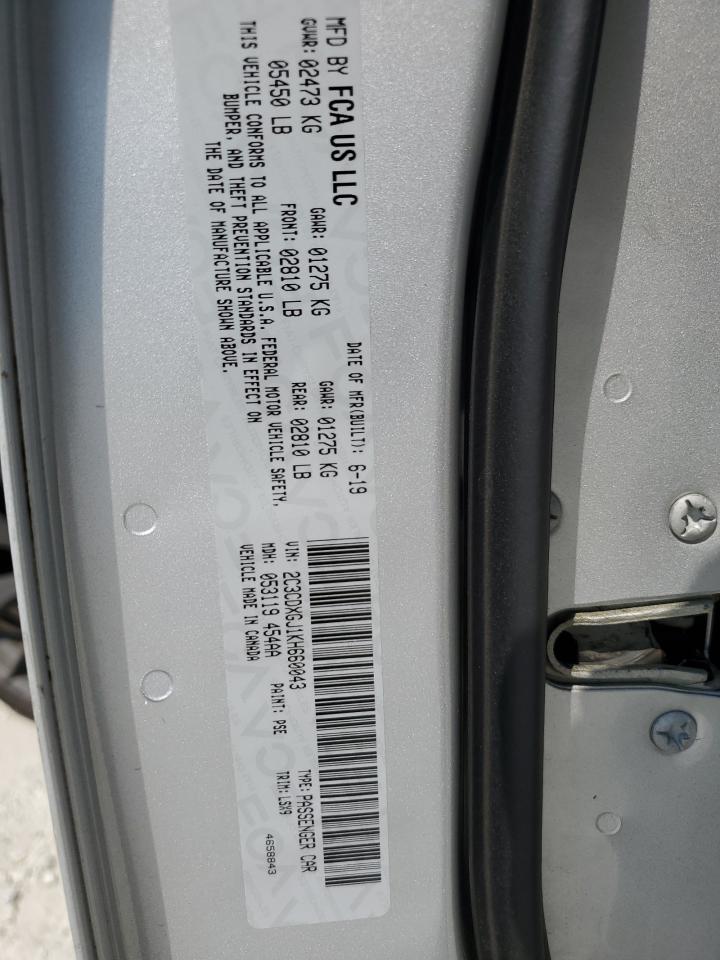 MFD BY FCA US LLC
DATE OF MFR(BUILT): 6-19
GVWR: 02473 KG GAWR: 01275 KG GAWR: 01275 KG
05450 LB FRONT: 02810 LB REAR: 02810 LB
THIS VEHICLE CONFORMS TO ALL APPLICABLE U.S.A. FEDERAL MOTOR VEHICLE SAFETY,
BUMPER, AND THEFT PREVENTION STANDARDS IN EFFECT ON
THE DATE OF MANUFACTURE SHOWN ABOVE.
VIN: 2C3CDXGJ1KH660043 TYPE: PASSENGER CAR
MDH: 053119 454AA PAINT: PSE TRIM: LSX9
VEHICLE MADE IN CANADA
4658843